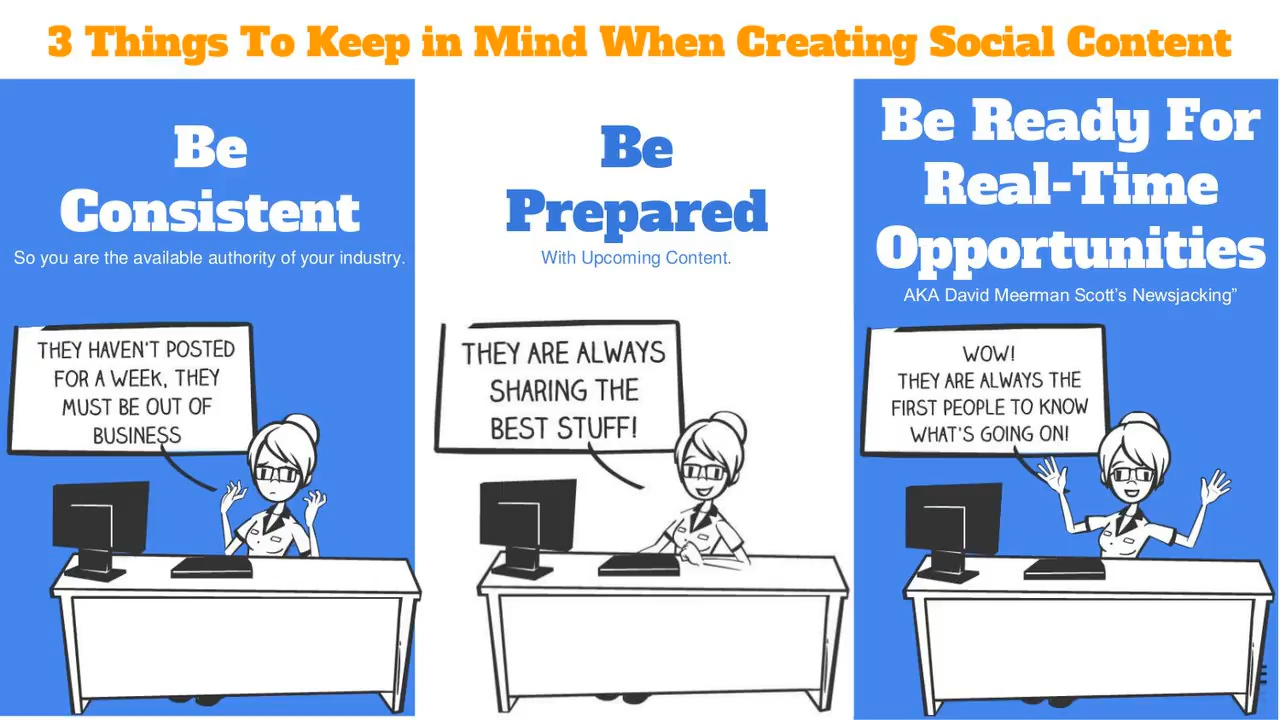 3 Things To Keep in Mind When Creating Social Content
Be
Consistent
So you are the available authority of your industry.
THEY HAVEN'T POSTED
FOR A WEEK, THEY
MUST BE OUT OF
BUSINESS
Be
Prepared
With Upcoming Content.
THEY ARE ALWAYS
SHARING THE
BEST STUFF!
Be Ready For
Real-Time
Opportunities
AKA David Meerman Scott's Newsjacking”
WOW!
THEY ARE ALWAYS THE
FIRST PEOPLE TO KNOW
WHAT'S GOING ON!